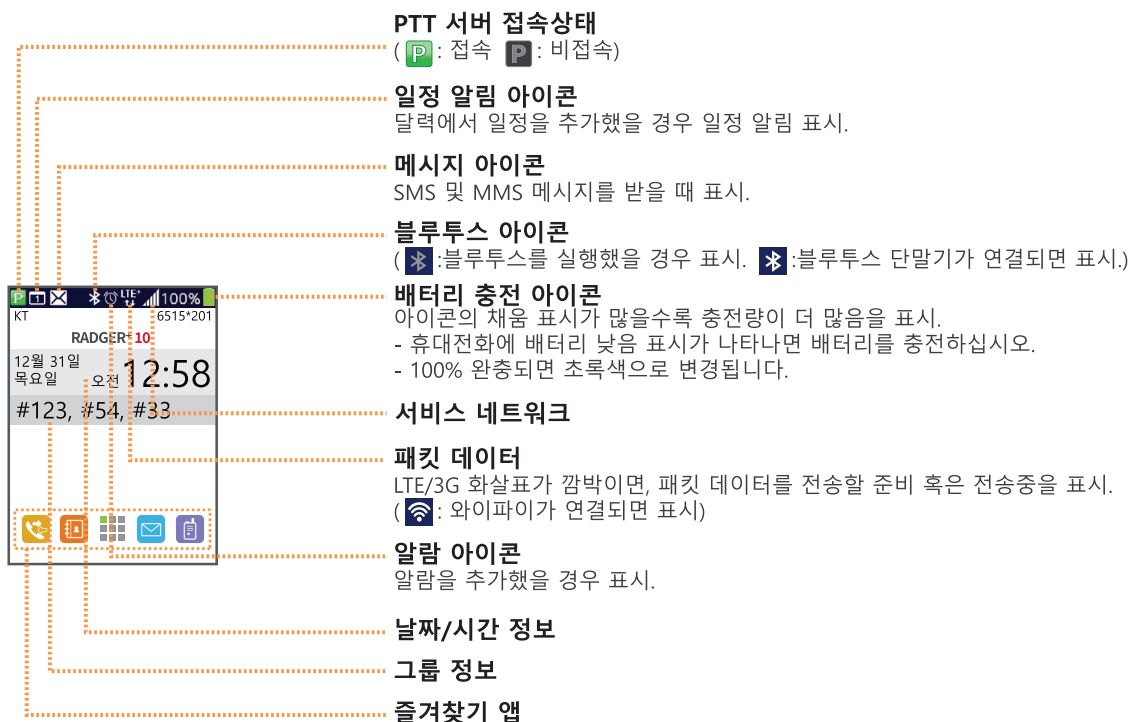 PTT 서버 접속상태
( P : 접속 P : 비접속)
일정 알림 아이콘
달력에서 일정을 추가했을 경우 일정 알림 표시.
메시지 아이콘
SMS 및 MMS 메시지를 받을 때 표시.
블루투스 아이콘
( :블루투스를 실행했을 경우 표시. :블루투스 단말기가 연결되면 표시.)
배터리 충전 아이콘
아이콘의 채움 표시가 많을수록 충전량이 더 많음을 표시.
- 휴대전화에 배터리 낮음 표시가 나타나면 배터리를 충전하십시오.
- 100% 완충되면 초록색으로 변경됩니다.
서비스 네트워크
패킷 데이터
LTE/3G 화살표가 깜박이면, 패킷 데이터를 전송할 준비 혹은 전송중을 표시.
( : 와이파이가 연결되면 표시)
알람 아이콘
알람을 추가했을 경우 표시.
날짜/시간 정보
그룹 정보
즐겨찾기 앱
P 1 LTE+ 100%
KT 6515*201
RADGER+ 10
12월 31일
목요일 오전 12:58
#123, #54, #33